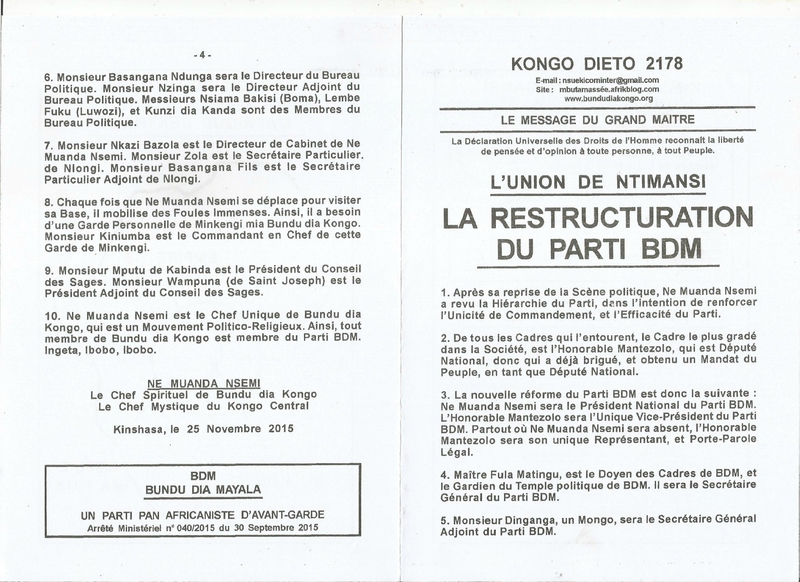 KONGO DIETO 2178
E-mail : nsuekicominter@gmail.com
Site : mbutamassée.afrikblog.com
www.bundudiakongo.org
LE MESSAGE DU GRAND MAITRE
La Déclaration Universelle des Droits de l'Homme reconnaît la liberté
de pensée et d'opinion à toute personne, à tout Peuple.
L'UNION DE NTIMANSI
LA RESTRUCTURATION
DU PARTI BDM
1. Après sa reprise de la Scène politique, Ne Muanda Nsemi
a revu la Hiérarchie du Parti, dans l'intention de renforcer
l'Unicité de Commandement, et l'Efficacité du Parti.
2. De tous les Cadres qui l'entourent, le Cadre le plus gradé
dans la Société, est l'Honorable Mantezolo, qui est Député
National, donc qui a déjà brigué, et obtenu un Mandat du
Peuple, en tant que Député National.
3. La nouvelle réforme du Parti BDM est donc la suivante :
Ne Muanda Nsemi sera le Président National du Parti BDM.
L'Honorable Mantezolo sera l'Unique Vice-Président du Parti
BDM. Partout où Ne Muanda Nsemi sera absent, l'Honorable
Mantezolo sera son unique Représentant, et Porte-Parole
Légal.
4. Maître Fula Matingu, est le Doyen des Cadres de BDM, et
le Gardien du Temple politique de BDM. Il sera le Secrétaire
Général du Parti BDM.
5. Monsieur Dinganga, un Mongo, sera le Secrétaire Général
Adjoint du Parti BDM.
- 4 -
6. Monsieur Basangana Ndunga sera le Directeur du Bureau
Politique. Monsieur Nzinga sera le Directeur Adjoint du
Bureau Politique. Messieurs Nsiama Bakisi (Boma), Lembe
Fuku (Luwozi), et Kunzi dia Kanda sont des Membres du
Bureau Politique.
7. Monsieur Nkazi Bazola est le Directeur de Cabinet de Ne
Muanda Nsemi. Monsieur Zola est le Secrétaire Particulier.
de Nlongi. Monsieur Basangana Fils est le Secrétaire
Particulier Adjoint de Nlongi.
8. Chaque fois que Ne Muanda Nsemi se déplace pour visiter
sa Base, il mobilise des Foules Immenses. Ainsi, il a besoin
d'une Garde Personnelle de Minkengi mia Bundu dia Kongo.
Monsieur Kiniumba est le Commandant en Chef de cette
Garde de Minkengi.
9. Monsieur Mputu de Kabinda est le Président du Conseil
des Sages. Monsieur Wampuna (de Saint Joseph) est le
Président Adjoint du Conseil des Sages.
10. Ne Muanda Nsemi est le Chef Unique de Bundu dia
Kongo, qui est un Mouvement Politico-Religieux. Ainsi, tout
membre de Bundu dia Kongo est membre du Parti BDM.
Ingeta, Ibobo, Ibobo.
NE MUANDA NSEMI
Le Chef Spirituel de Bundu dia Kongo
Le Chef Mystique du Kongo Central
Kinshasa, le 25 Novembre 2015
BDM
BUNDU DIA MAYALA
UN PARTI PAN AFRICANISTE D'AVANT-GARDE
Arrêté Ministériel n° 040/2015 du 30 Septembre 2015